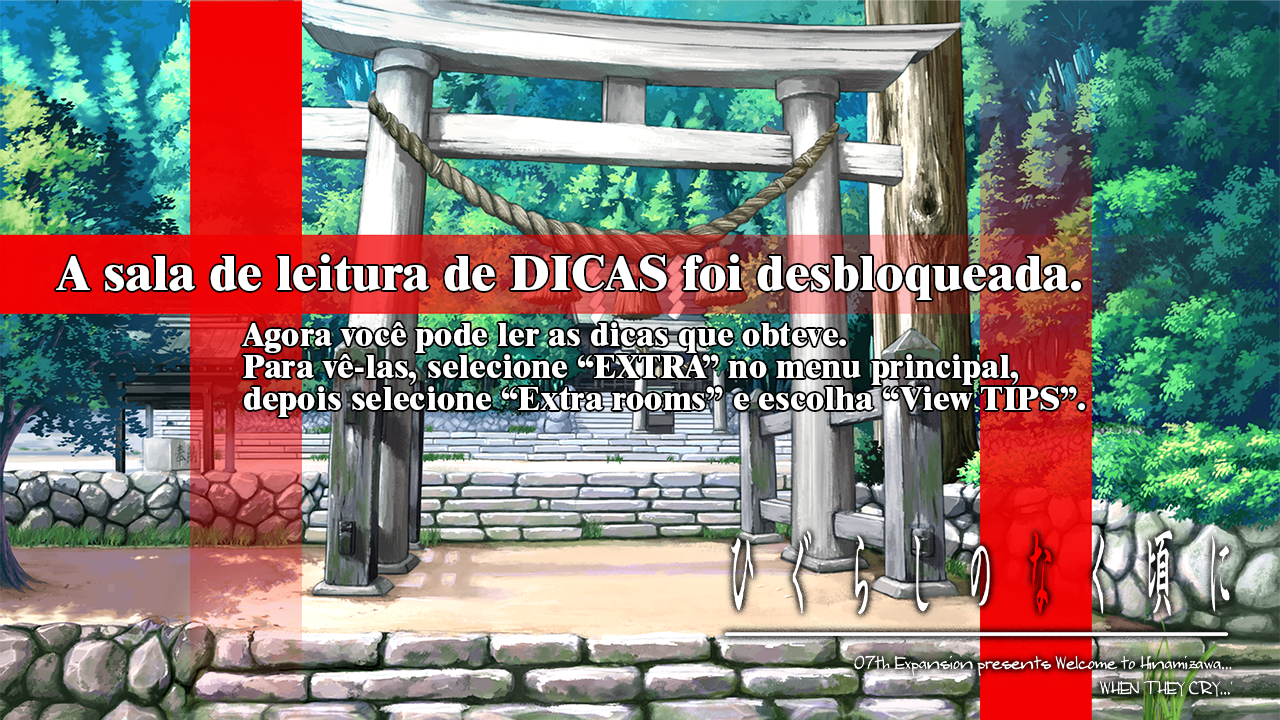 A sala de leitura de DICAS foi desbloqueada.
Agora você pode ler as dicas que obteve.
Para vê-las, selecione “EXTRA” no menu principal,
depois selecione “Extra rooms” e escolha “View TIPS”.
ひぐらしのなく頃に
07th Expansion presents Welcome to Hinamizawa...
WHEN THEY CRY...'